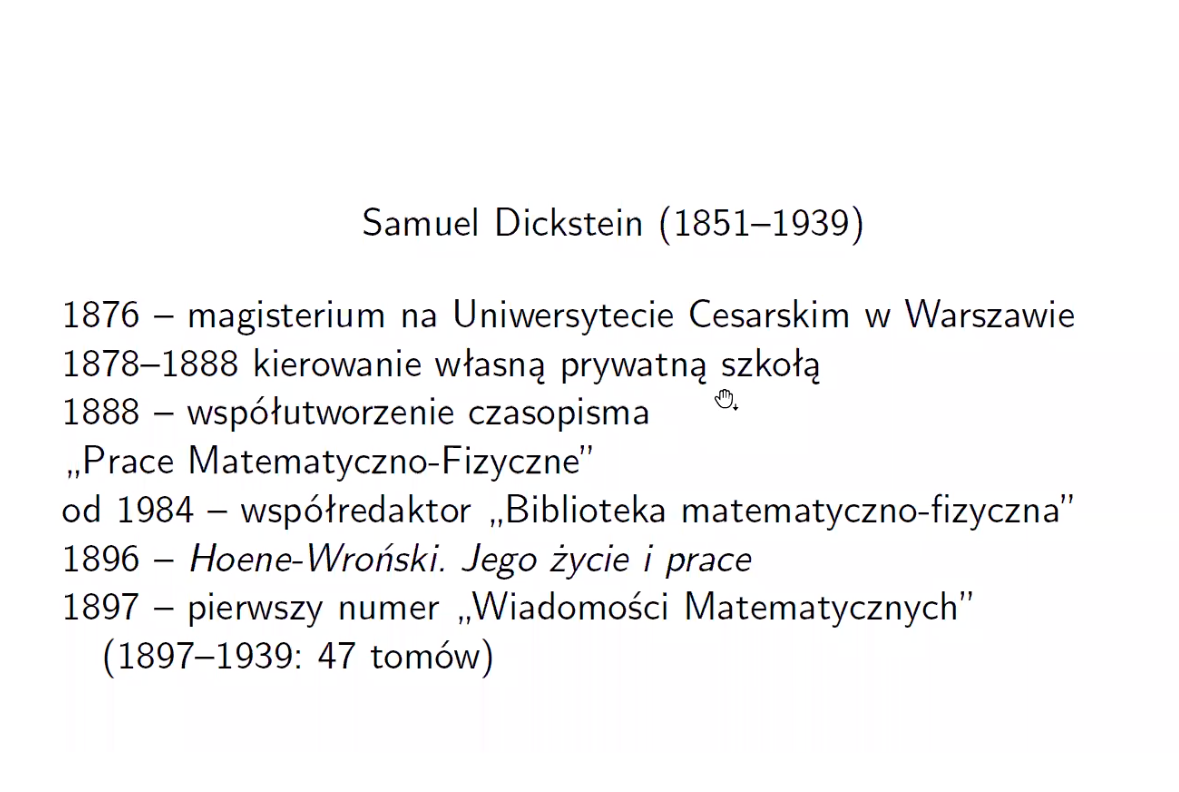 Samuel Dickstein (1851–1939)
1876 – magisterium na Uniwersytecie Cesarskim w Warszawie
1878–1888 kierowanie własną prywatną szkołą
1888 – współutworzenie czasopisma
„Prace Matematyczno-Fizyczne”
od 1984 – współredaktor „Biblioteka matematyczno-fizyczna”
1896 – Hoene-Wroński. Jego życie i prace
1897 – pierwszy numer „Wiadomości Matematycznych”
(1897–1939: 47 tomów)